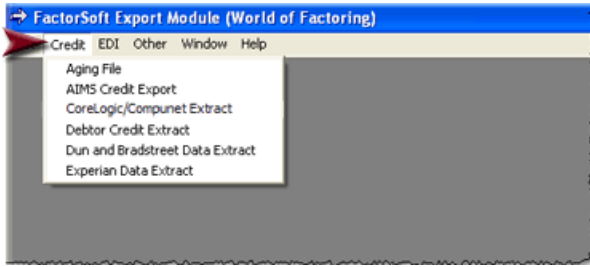 FactorSoft Export Module (World of Factoring)
Credit EDI Other Window Help
Aging File
AIMS Credit Export
CoreLogic/Compunet Extract
Debtor Credit Extract
Dun and Bradstreet Data Extract
Experian Data Extract